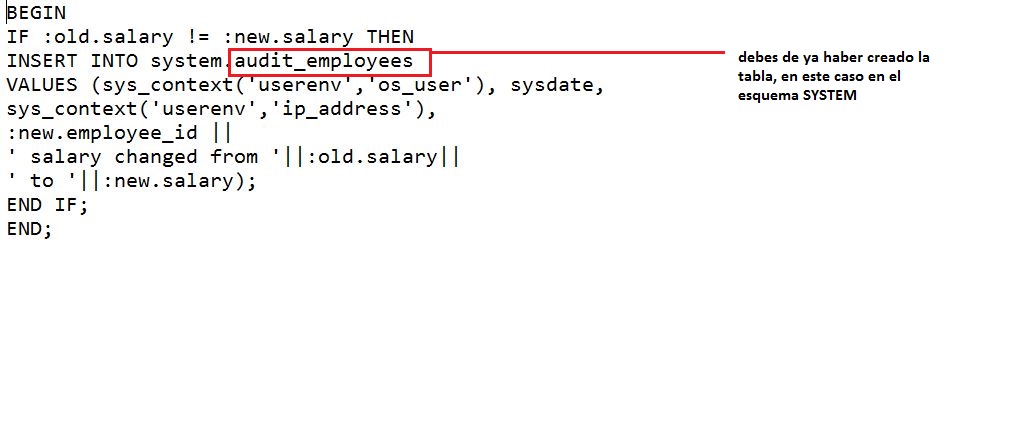 BEGIN
IF :old.salary != :new.salary THEN
INSERT INTO system.audit_employees
VALUES (sys_context('userenv','os_user'), sysdate,
sys_context('userenv','ip_address'),
:new.employee_id ||
' salary changed from '||:old.salary||
' to '||:new.salary);
END IF;
END;
debes de ya haber creado la
tabla, en este caso en el
esquema SYSTEM